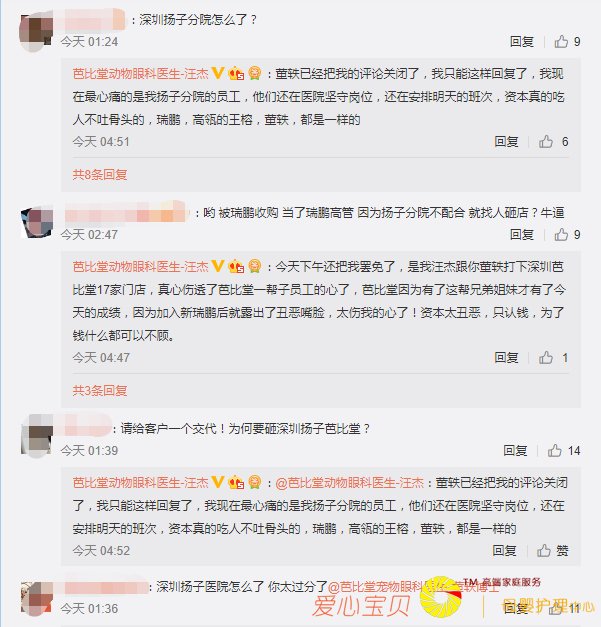 ：深圳扬子分院怎么了？
今天 01:24
回复 9
芭比堂动物眼科医生-汪杰：董轶已经把我的评论关闭了，我只能这样回复了，我现
在最心痛的是我扬子分院的员工，他们还在医院坚守岗位，还在安排明天的班次，资本真的吃
人不吐骨头的，瑞鹏，高瓴的王榕，董轶，都是一样的
今天 04:51
回复 6
共8条回复
：哟 被瑞鹏收购 当了瑞鹏高管 因为扬子分院不配合 就找人砸店？牛逼
今天 02:47
回复 9
芭比堂动物眼科医生-汪杰：今天下午还把我罢免了，是我汪杰跟你董轶打下深圳芭
比堂17家门店，真心伤透了芭比堂一帮子员工的心了，芭比堂因为有了这帮兄弟姐妹才有了今
天的成绩，因为加入新瑞鹏后就露出了丑恶嘴脸，太伤我的心了！资本太丑恶，只认钱，为了
钱什么都可以不顾。
今天 04:47
回复 1
共3条回复
：请给客户一个交代！为何要砸深圳扬子芭比堂？
今天 01:39
回复 14
芭比堂动物眼科医生-汪杰：@芭比堂动物眼科医生-汪杰：董轶已经把我的评论关闭
了，我只能这样回复了，我现在最心痛的是我扬子分院的员工，他们还在医院坚守岗位，还在
安排明天的班次，资本真的吃人不吐骨头的，瑞鹏，高瓴的王榕，董轶，都是一样的
今天 04:52
回复 赞
：深圳扬子医院怎么了 你太过分了@芭比堂宠物眼科
今天 01:36
11
爱心宝贝
TM 高端家庭服务
母婴护理中心